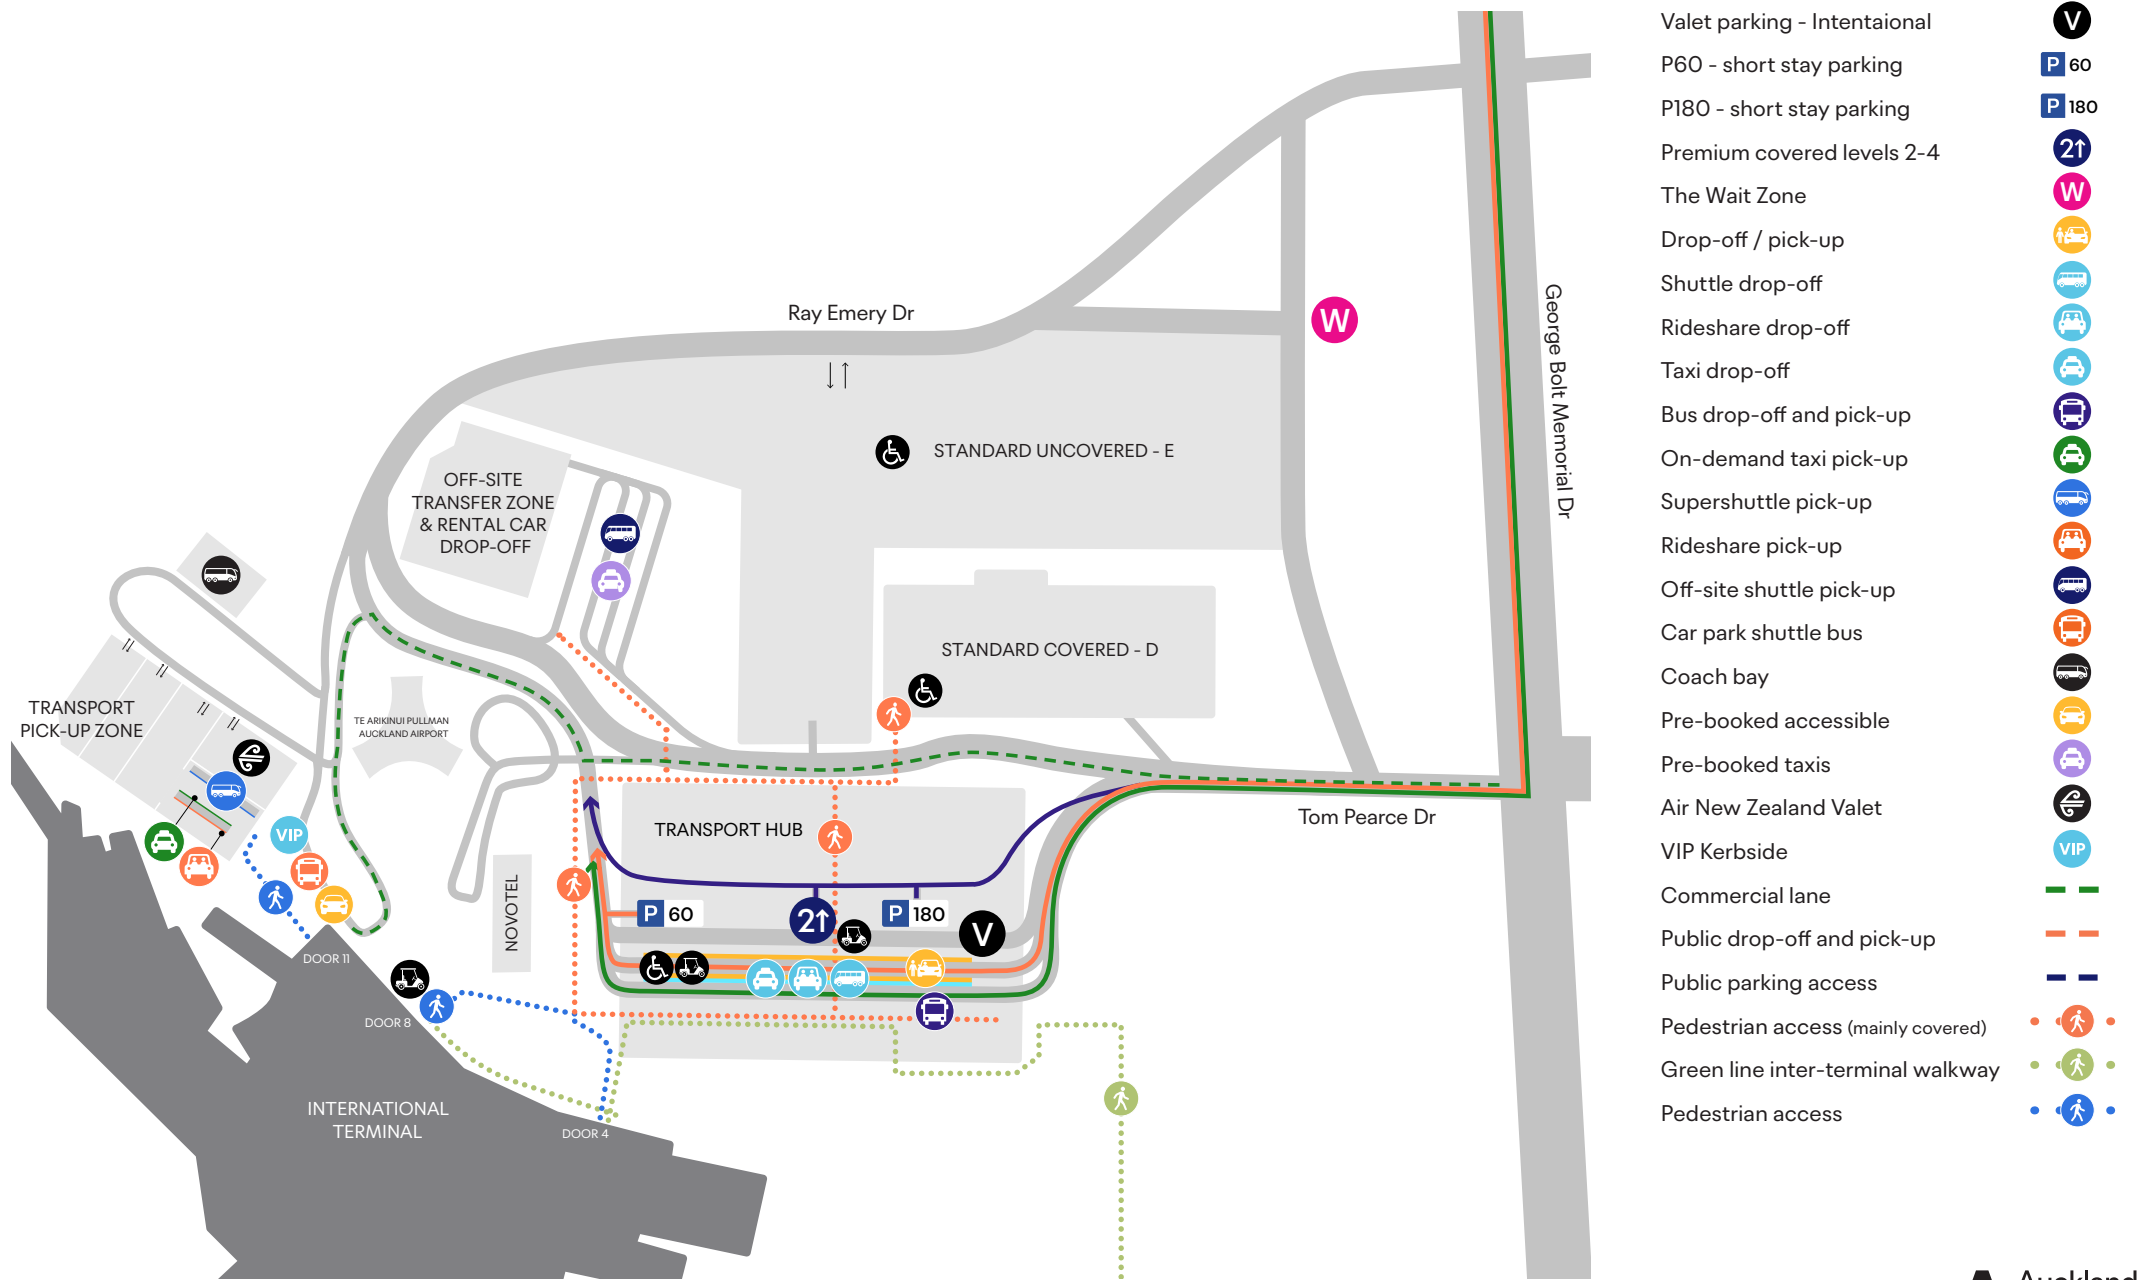 Valet parking - Intentaional
V
P60 - short stay parking
P 60
P180 - short stay parking
P 180
Premium covered levels 2-4
2↑
The Wait Zone
W
Drop-off / pick-up
Shuttle drop-off
Rideshare drop-off
Taxi drop-off
Bus drop-off and pick-up
On-demand taxi pick-up
Supershuttle pick-up
Rideshare pick-up
Off-site shuttle pick-up
Car park shuttle bus
Coach bay
Pre-booked accessible
Pre-booked taxis
Air New Zealand Valet
VIP Kerbside
VIP
Commercial lane
Public drop-off and pick-up
Public parking access
Pedestrian access (mainly covered)
Green line inter-terminal walkway
Pedestrian access
Ray Emery Dr
W
George Bolt Memorial Dr
STANDARD UNCOVERED - E
OFF-SITE
TRANSFER ZONE
& RENTAL CAR
DROP-OFF
STANDARD COVERED - D
TRANSPORT
PICK-UP ZONE
TE ARIKINUI PULLMAN
AUCKLAND AIRPORT
VIP
TRANSPORT HUB
Tom Pearce Dr
NOVOTEL
P 60
2↑
P 180
V
DOOR 11
DOOR 8
INTERNATIONAL
TERMINAL
DOOR 4
Auckland